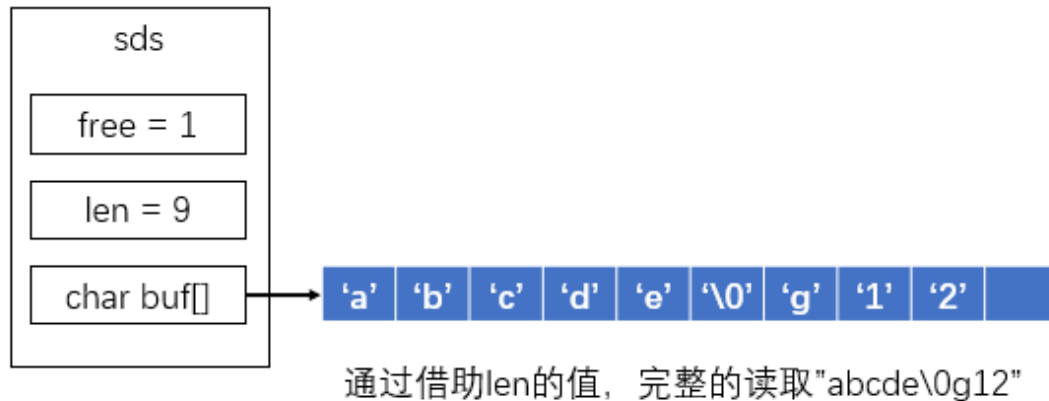 sds
free = 1
len = 9
char buf[]
‘a’ ‘b’ ‘c’ ‘d’ ‘e’ ‘\0’ ‘g’ ‘1’ ‘2’
通过借助len的值，完整的读取”abcde\0g12”